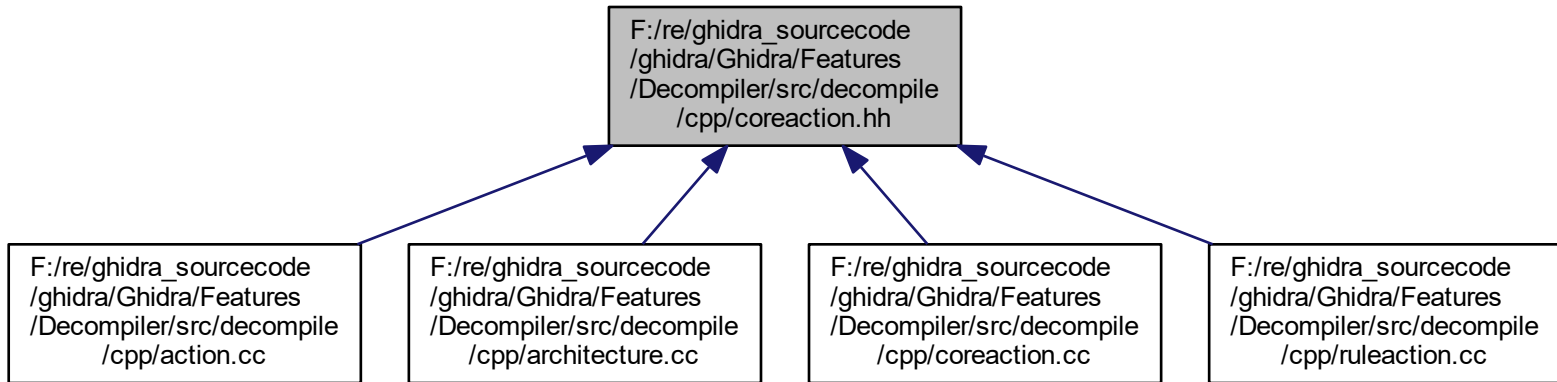 F:/re/ghidra_sourcecode
/ghidra/Ghidra/Features
/Decompiler/src/decompile
/cpp/coreaction.hh
F:/re/ghidra_sourcecode
/ghidra/Ghidra/Features
/Decompiler/src/decompile
/cpp/action.cc
F:/re/ghidra_sourcecode
/ghidra/Ghidra/Features
/Decompiler/src/decompile
/cpp/architecture.cc
F:/re/ghidra_sourcecode
/ghidra/Ghidra/Features
/Decompiler/src/decompile
/cpp/coreaction.cc
F:/re/ghidra_sourcecode
/ghidra/Ghidra/Features
/Decompiler/src/decompile
/cpp/ruleaction.cc